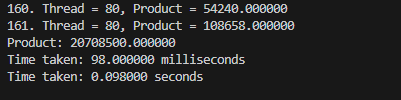 160. Thread = 80, Product = 54240.000000
161. Thread = 80, Product = 108658.000000
Product: 20708500.000000
Time taken: 98.000000 milliseconds
Time taken: 0.098000 seconds